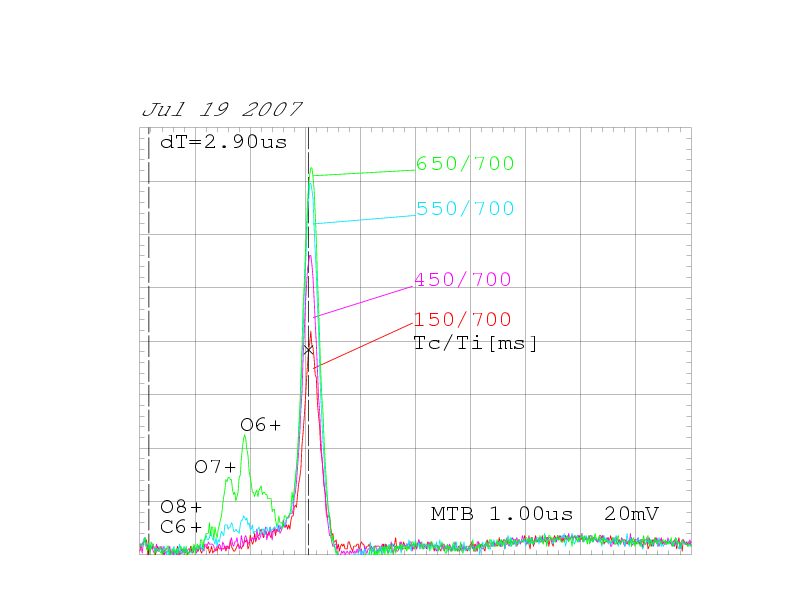 Jul 19 2007
dT=2.90us
650/700
550/700
450/700
150/700
Tc/Ti[ms]
O6+
O7+
O8+
C6+
MTB 1.00us 20mV